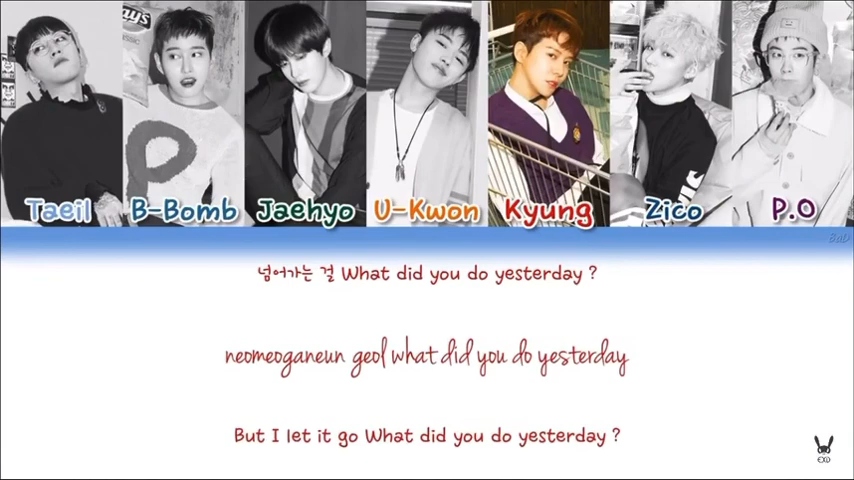 ays
Taeil B-Bomb Jaehyo U-Kwon Kyung Zico P.O
넘어가는 걸 What did you do yesterday ?
neomeoganeun geol what did you do yesterday
But I let it go What did you do yesterday ?